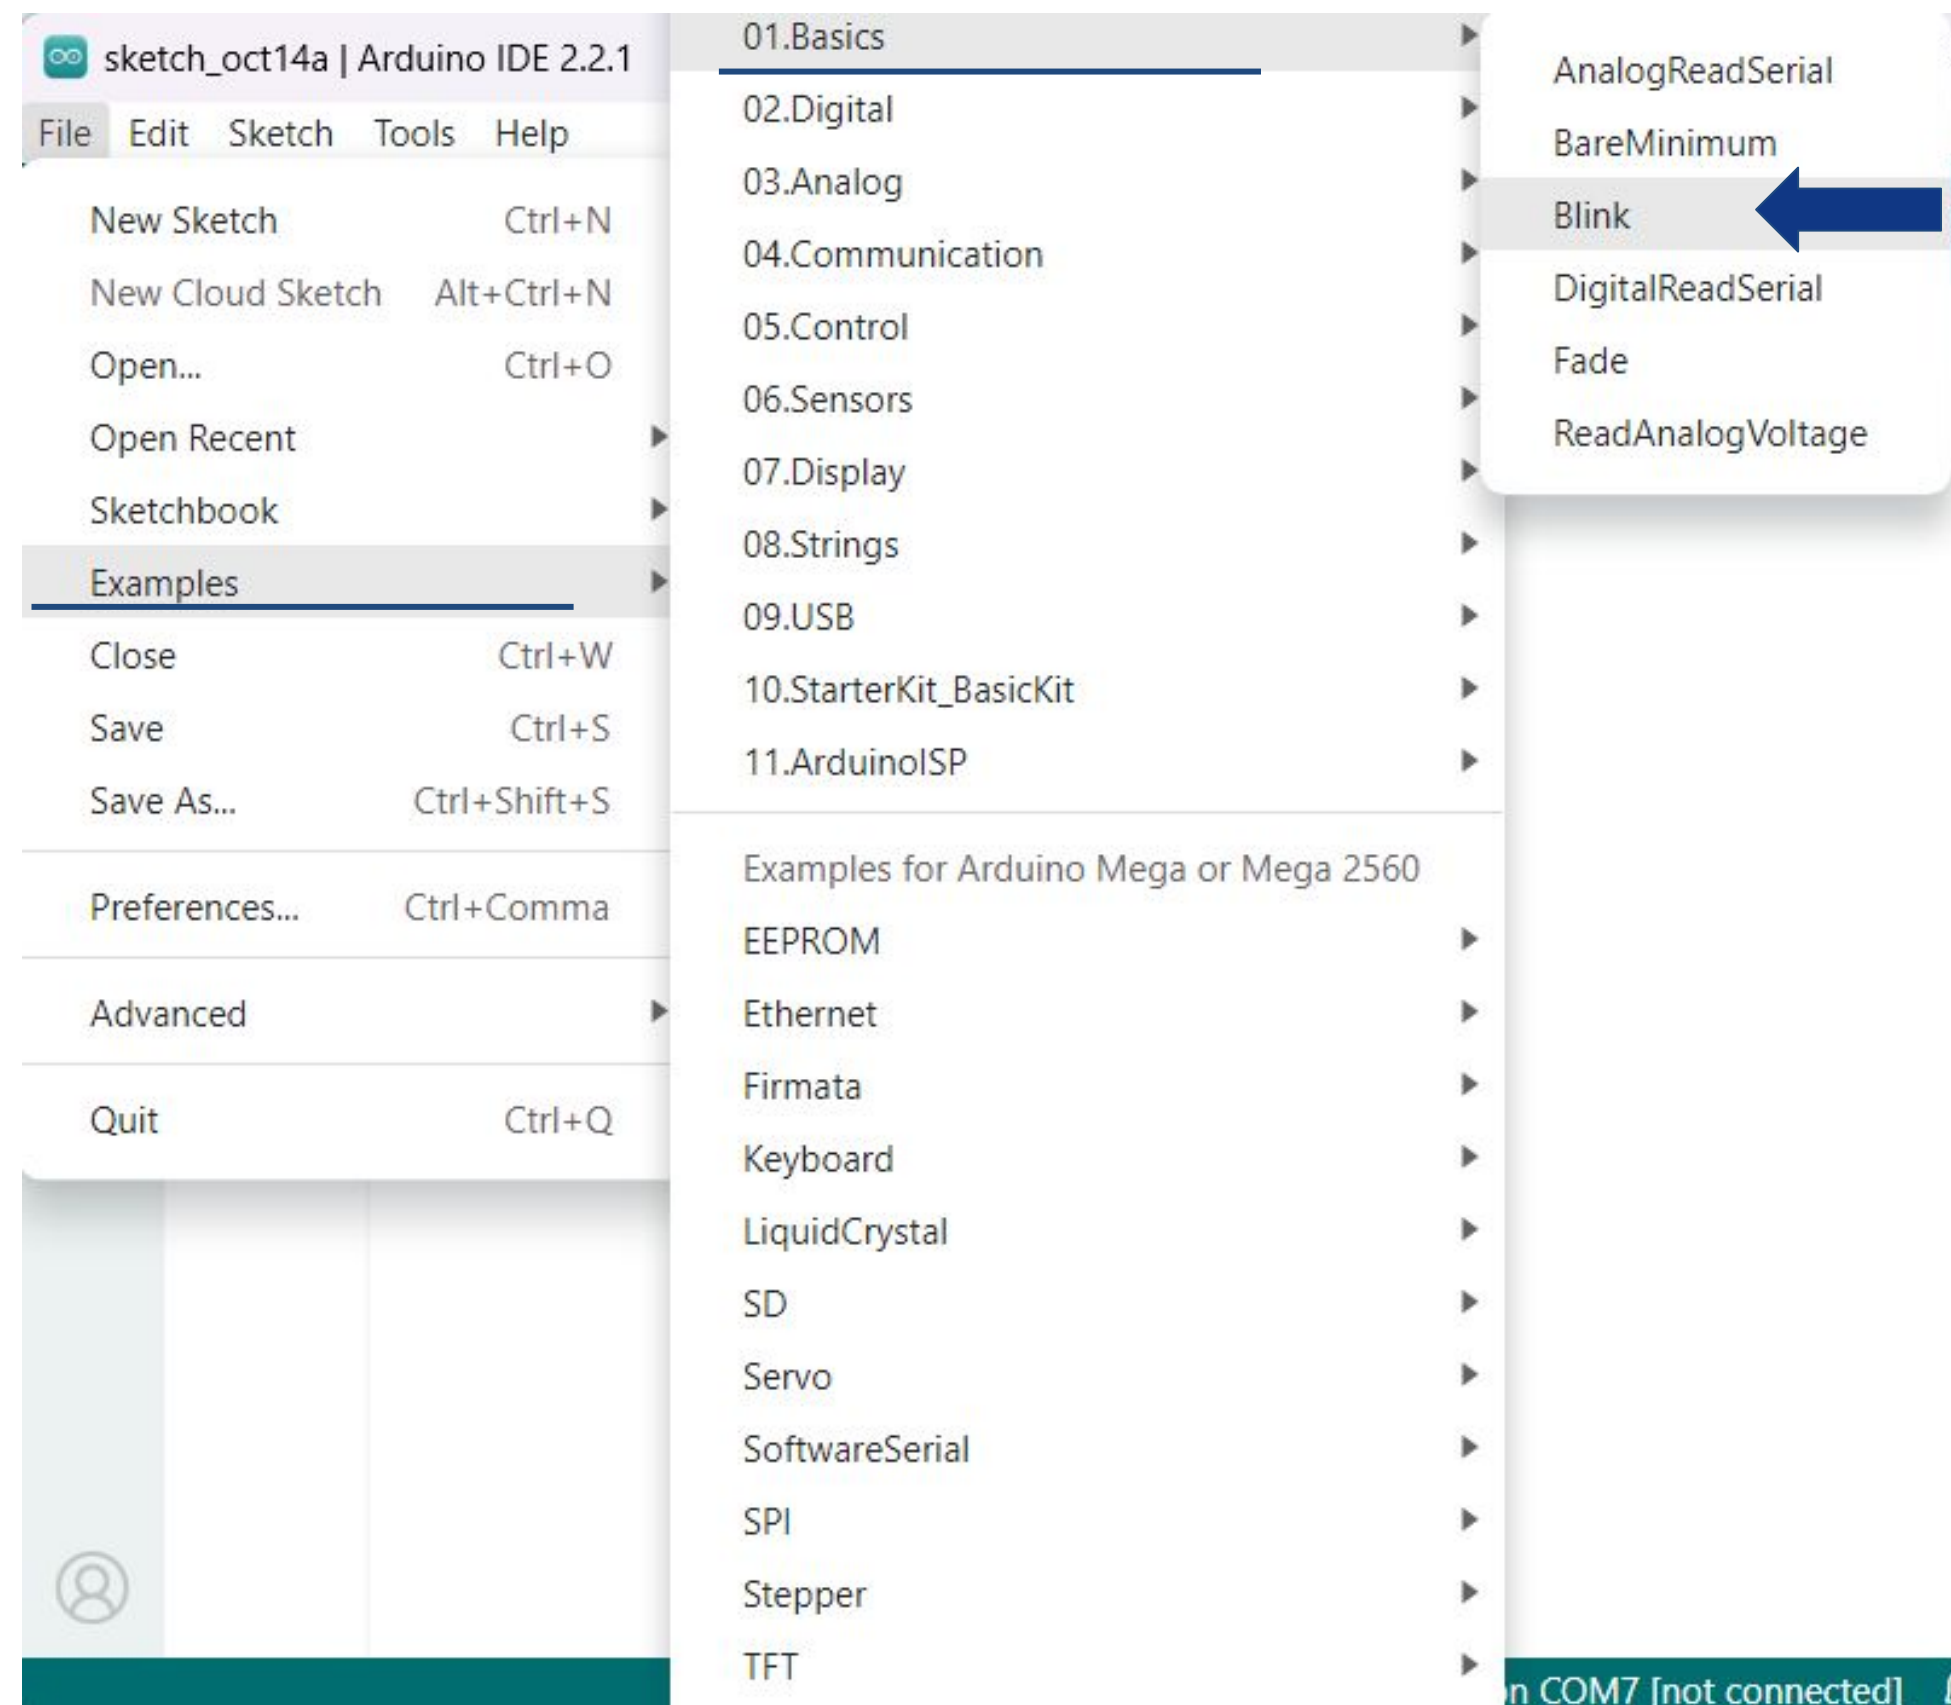 sketch_oct14a | Arduino IDE 2.2.1
File Edit Sketch Tools Help
New Sketch Ctrl+N
New Cloud Sketch Alt+Ctrl+N
Open... Ctrl+O
Open Recent
Sketchbook
Examples
Close Ctrl+W
Save Ctrl+S
Save As... Ctrl+Shift+S
Preferences... Ctrl+Comma
Advanced
Quit Ctrl+Q
01.Basics
02.Digital
03.Analog
04.Communication
05.Control
06.Sensors
07.Display
08.Strings
09.USB
10.StarterKit_BasicKit
11.ArduinoISP
Examples for Arduino Mega or Mega 2560
EEPROM
Ethernet
Firmata
Keyboard
LiquidCrystal
SD
Servo
SoftwareSerial
SPI
Stepper
TFT
AnalogReadSerial
BareMinimum
Blink
DigitalReadSerial
Fade
ReadAnalogVoltage
COM7 [not connected]